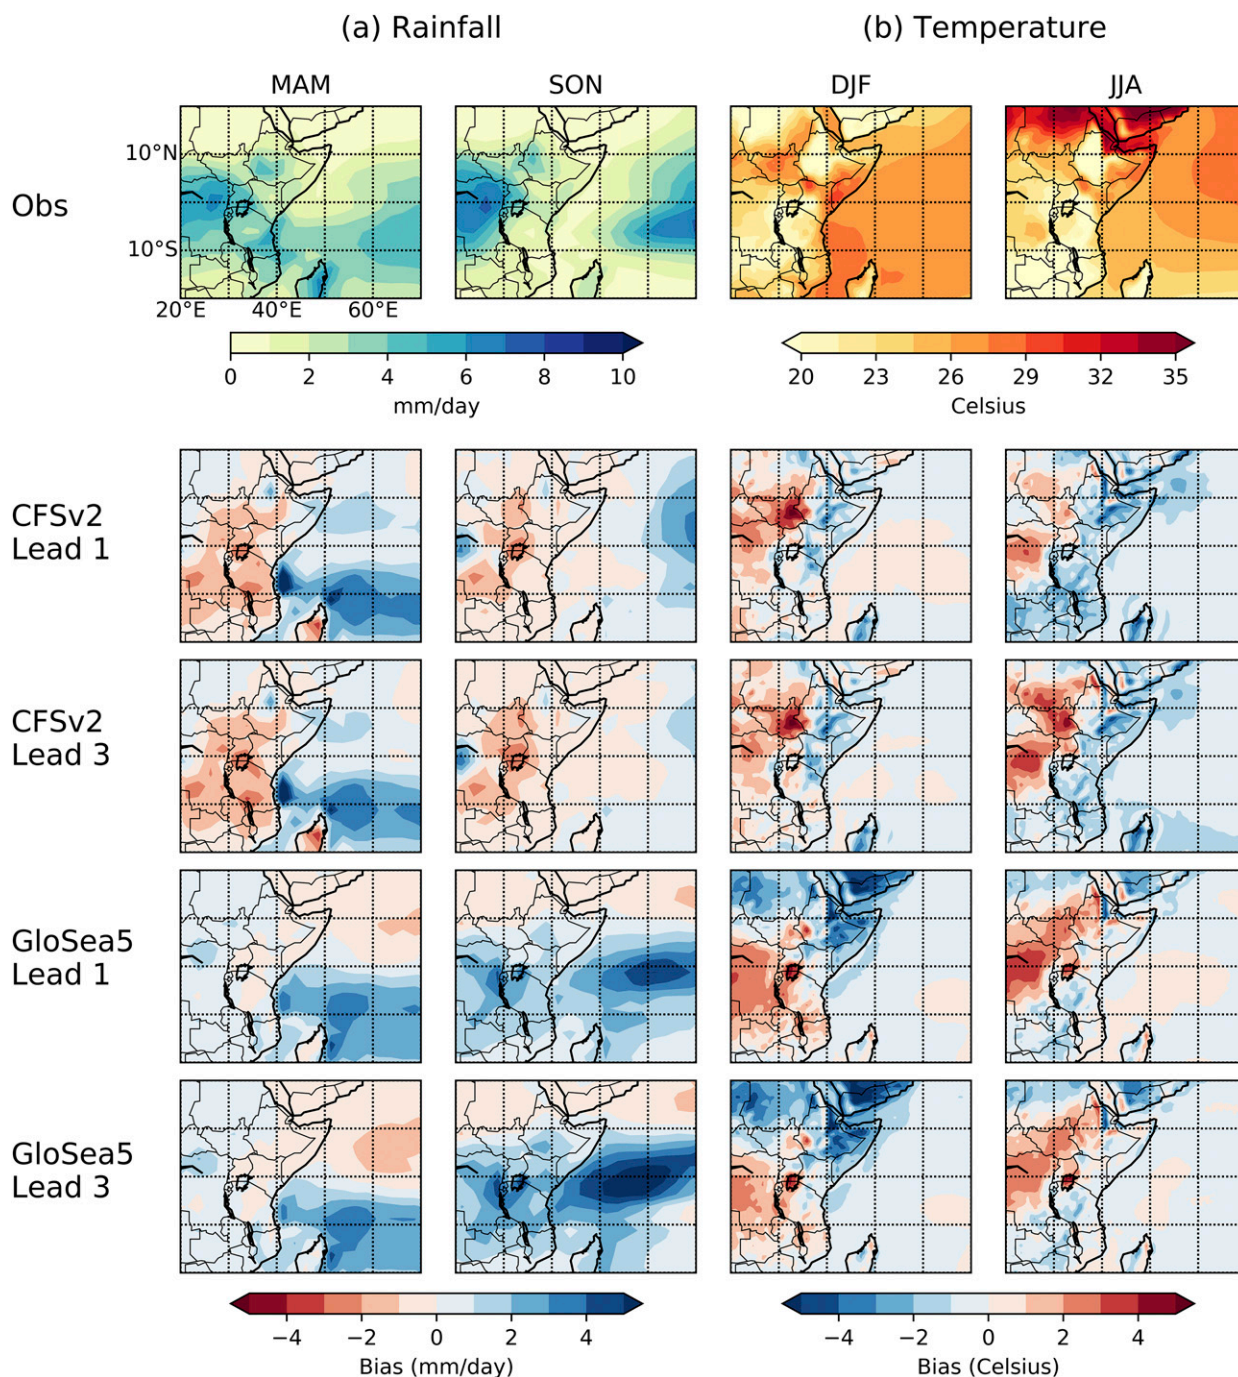 (a) Rainfall (b) Temperature
MAM SON DJF JJA
10°N
Obs
10°S
20°E 40°E 60°E
0 2 4 6 8 10 20 23 26 29 32 35
mm/day Celsius
CFSv2
Lead 1
CFSv2
Lead 3
GloSea5
Lead 1
GloSea5
Lead 3
−4 −2 0 2 4 −4 −2 0 2 4
Bias (mm/day) Bias (Celsius)